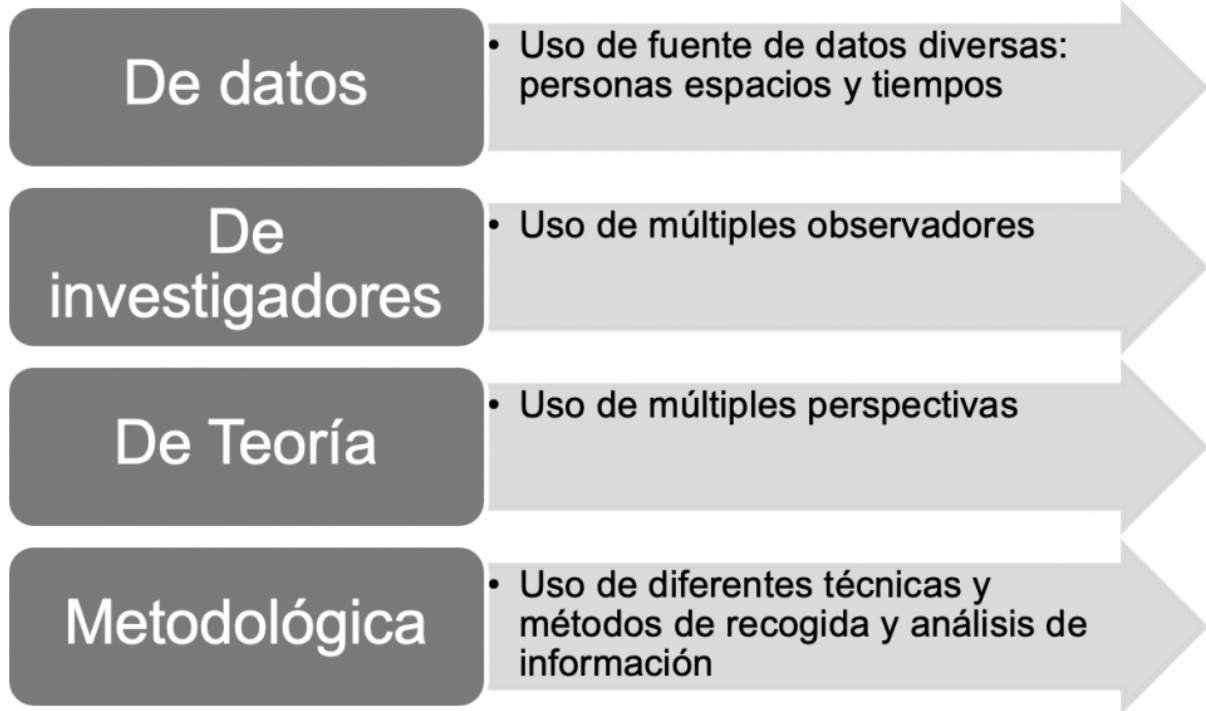 De datos
• Uso de fuente de datos diversas:
personas espacios y tiempos
De
investigadores
• Uso de múltiples observadores
De Teoría
• Uso de múltiples perspectivas
Metodológica
• Uso de diferentes técnicas y
métodos de recogida y análisis de
información